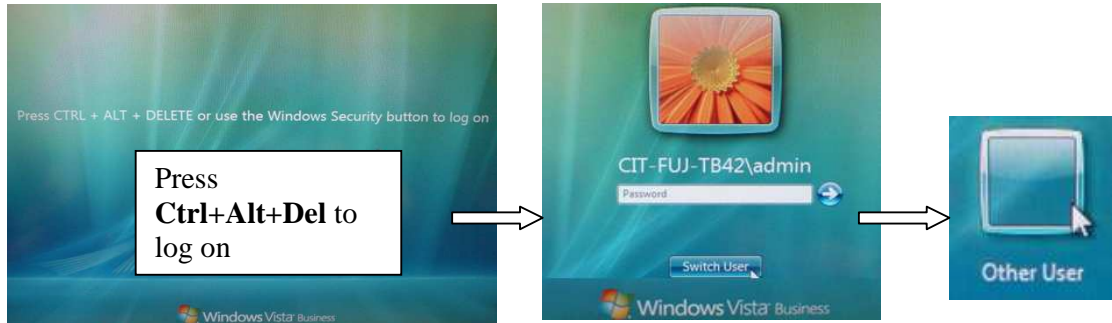 Press CTRL + ALT + DELETE or use the Windows Security button to log on
Press
Ctrl+Alt+Del to
log on
Windows Vista Business
CIT-FUJ-TB42\admin
Password
Switch User
Windows Vista Business
Other User